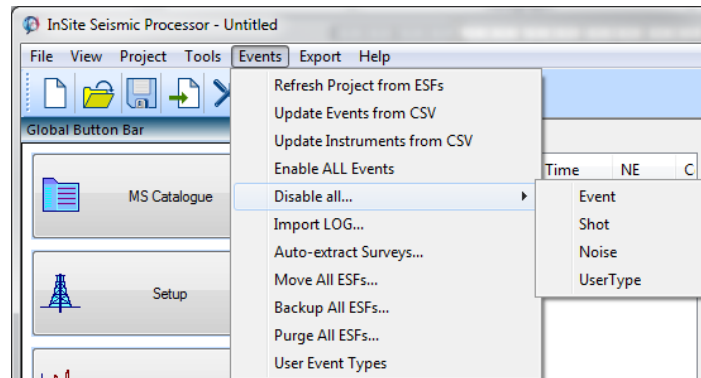 InSite Seismic Processor - Untitled
File View Project Tools Events Export Help
Global Button Bar
MS Catalogue
Setup
Refresh Project from ESFs
Update Events from CSV
Update Instruments from CSV
Enable ALL Events
Disable all...
Import LOG...
Auto-extract Surveys...
Move All ESFs...
Backup All ESFs...
Purge All ESFs...
User Event Types
Time NE
Event
Shot
Noise
UserType